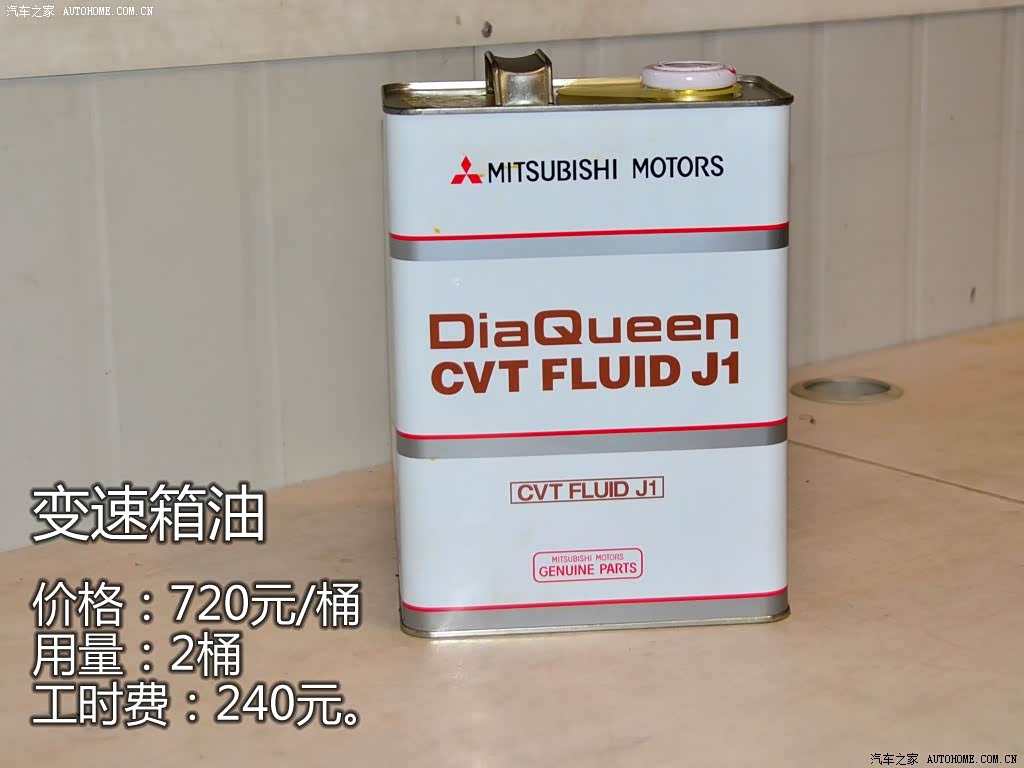 汽车之家 AUTOHOME.COM.CN
MITSUBISHI MOTORS
DiaQueen
CVT FLUID J1
CVT FLUID J1
MITSUBISHI MOTORS
GENUINE PARTS
变速箱油
价格：720元/桶
用量：2桶
工时费：240元。
汽车之家 AUTOHOME.COM.CN